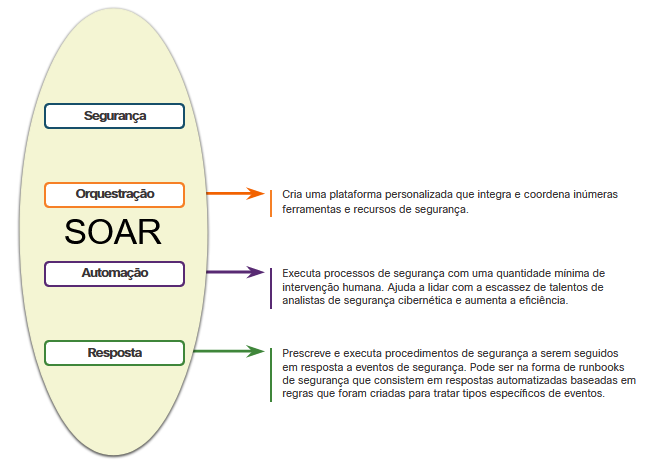 Segurança
Orquestração
Cria uma plataforma personalizada que integra e coordena inúmeras
ferramentas e recursos de segurança.
SOAR
Automação
Executa processos de segurança com uma quantidade mínima de
intervenção humana. Ajuda a lidar com a escassez de talentos de
analistas de segurança cibernética e aumenta a eficiência.
Resposta
Prescreve e executa procedimentos de segurança a serem seguidos
em resposta a eventos de segurança. Pode ser na forma de runbooks
de segurança que consistem em respostas automatizadas baseadas em
regras que foram criadas para tratar tipos específicos de eventos.